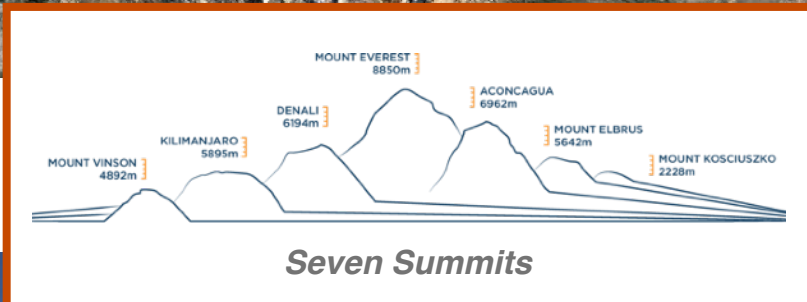 MOUNT EVEREST
8850m
ACONCAGUA
6962m
DENALI
6194m
MOUNT ELBRUS
5642m
KILIMANJARO
5895m
MOUNT VINSON
4892m
MOUNT KOSCIUSZKO
2228m
Seven Summits